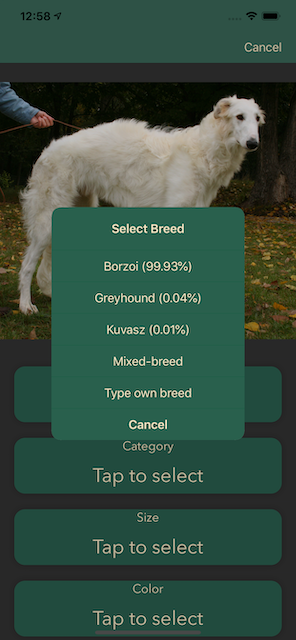 12:58
Cancel
Select Breed
Borzoi (99.93%)
Greyhound (0.04%)
Kuvasz (0.01%)
Mixed-breed
Type own breed
Cancel
Category
Tap to select
Size
Tap to select
Color
Tap to select